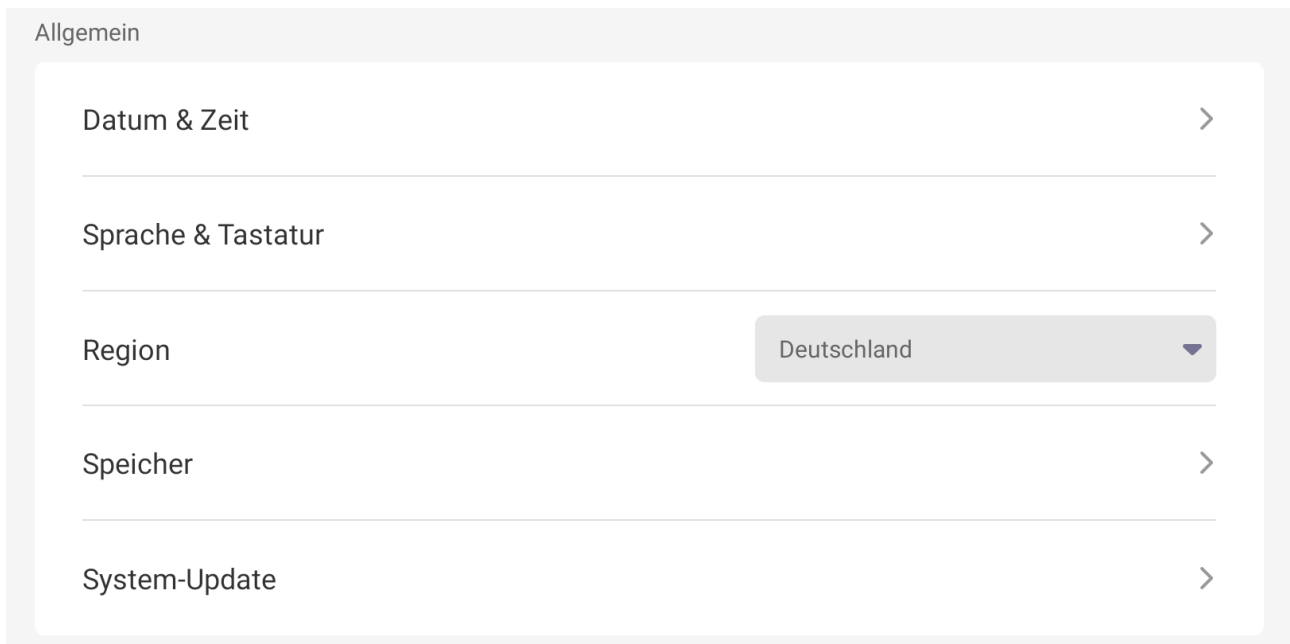 Allgemein
Datum & Zeit
Sprache & Tastatur
Region
Deutschland
Speicher
System-Update